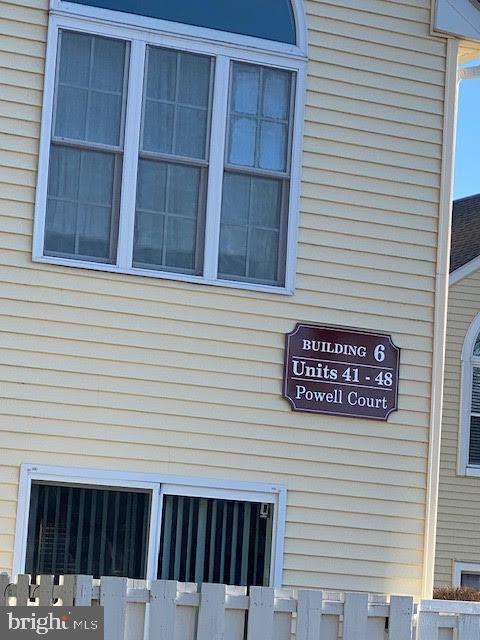 BUILDING 6
Units 41 - 48
Powell Court
bright MLS